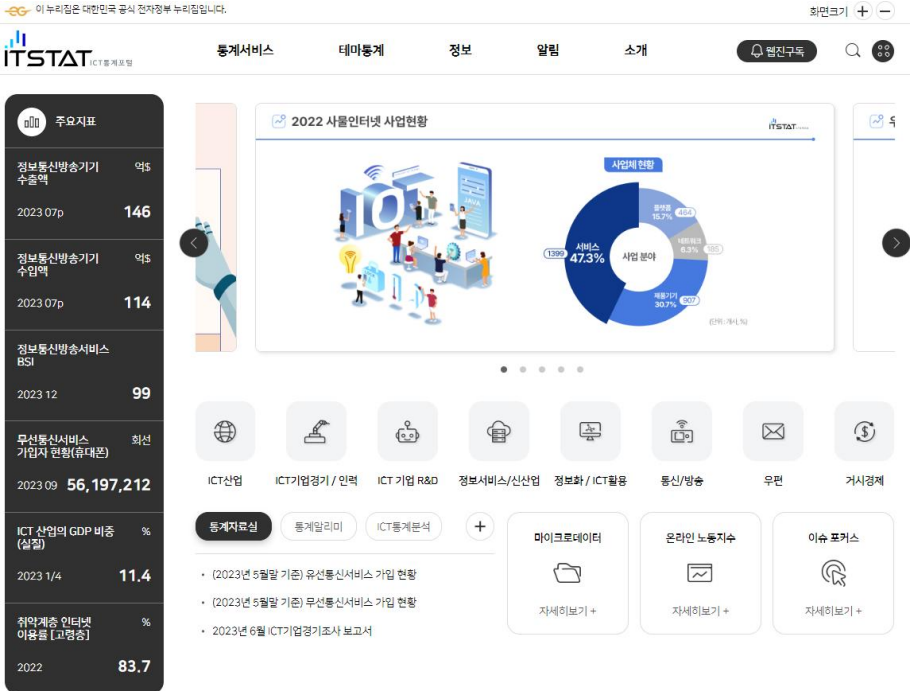 이 누리집은 대한민국 공식 전자정부 누리집입니다.
화면크기
ITSTAT ICT통계포털
통계서비스
테마통계
정보
알림
소개
웹진구독
주요지표
정보통신방송기기
수출액
억$
2023 07p
146
정보통신방송기기
수입액
억$
2023 07p
114
정보통신방송서비스
BSI
2023 12
99
무선통신서비스
가입자 현황(휴대폰)
회선
2023 09
56,197,212
ICT 산업의 GDP 비중
(실질)
%
2023 1/4
11.4
취약계층 인터넷
이용률 [고령층]
%
2022
83.7
2022 사물인터넷 사업현황
ITSTAT
IOT
JAVA
사업체 현황
플랫폼
15.7%
464
네트워크
6.3%
185
서비스
47.3%
1399
사업 분야
제품기기
30.7%
907
(단위: 개사, %)
ICT산업
ICT기업경기 / 인력
ICT 기업 R&D
정보서비스/신산업
정보화 / ICT활용
통신/방송
우편
거시경제
통계자료실
통계알리미
ICT통계분석
+
• (2023년 5월말 기준) 유선통신서비스 가입 현황
• (2023년 5월말 기준) 무선통신서비스 가입 현황
• 2023년 6월 ICT기업경기조사 보고서
마이크로데이터
자세히보기 +
온라인 노동지수
자세히보기 +
이슈 포커스
자세히보기 +